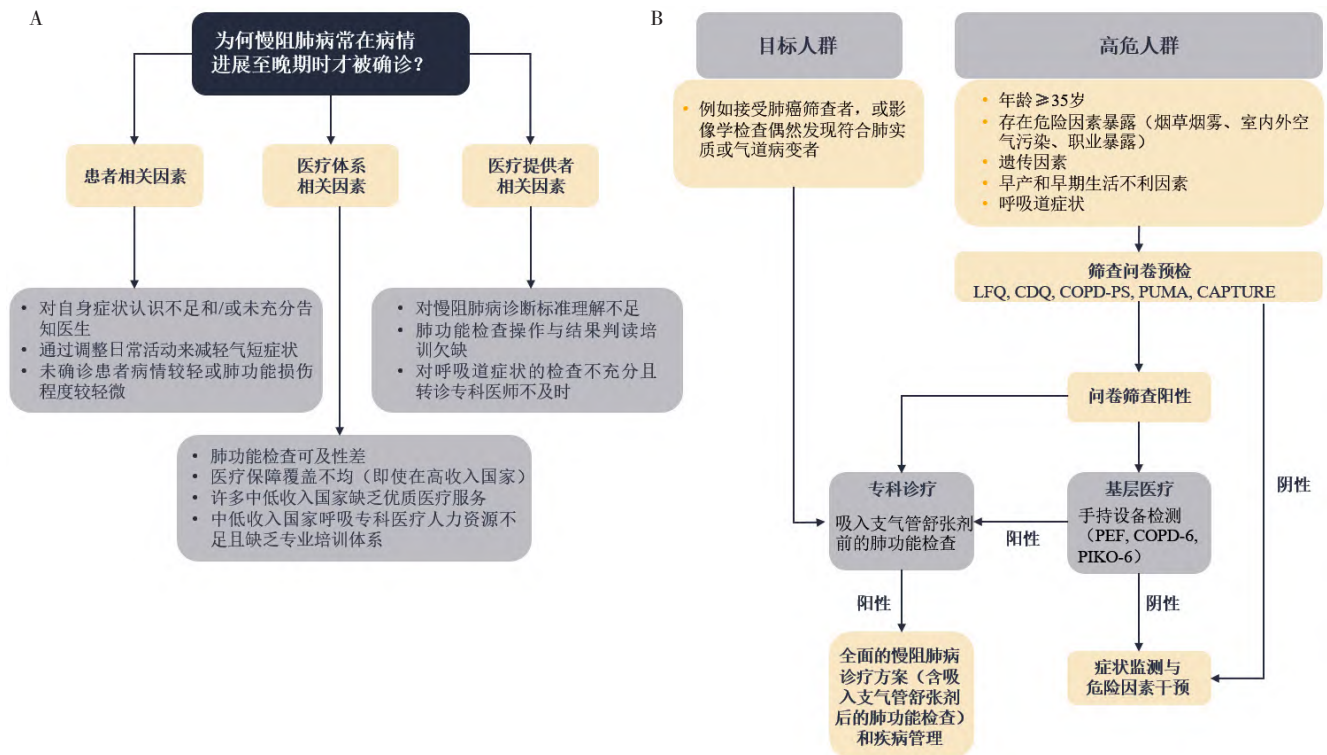 A
为何慢阻肺病常在病情
进展至晚期时才被确诊？
患者相关因素
医疗体系
相关因素
医疗提供者
相关因素
• 对自身症状认识不足和/或未充分告
知医生
• 通过调整日常活动来减轻气短症状
• 未确诊患者病情较轻或肺功能损伤
程度较轻微
• 对慢阻肺病诊断标准理解不足
• 肺功能检查操作与结果判读培
训欠缺
• 对呼吸道症状的检查不充分且
转诊专科医师不及时
• 肺功能检查可及性差
• 医疗保障覆盖不均（即使在高收入国家）
• 许多中低收入国家缺乏优质医疗服务
• 中低收入国家呼吸专科医疗人力资源不
足且缺乏专业培训体系
B
目标人群
• 例如接受肺癌筛查者，或影
像学检查偶然发现符合肺实
质或气道病变者
高危人群
• 年龄≥35岁
• 存在危险因素暴露（烟草烟雾、室内外空
气污染、职业暴露）
• 遗传因素
• 早产和早期生活不利因素
• 呼吸道症状
筛查问卷预检
LFQ, CDQ, COPD-PS, PUMA, CAPTURE
问卷筛查阳性
阴性
专科诊疗
吸入支气管舒张剂
前的肺功能检查
阳性
基层医疗
手持设备检测
（PEF, COPD-6,
PIKO-6）
阳性
阴性
全面的慢阻肺病
诊疗方案（含吸
入支气管舒张剂
后的肺功能检查）
和疾病管理
症状监测与
危险因素干预